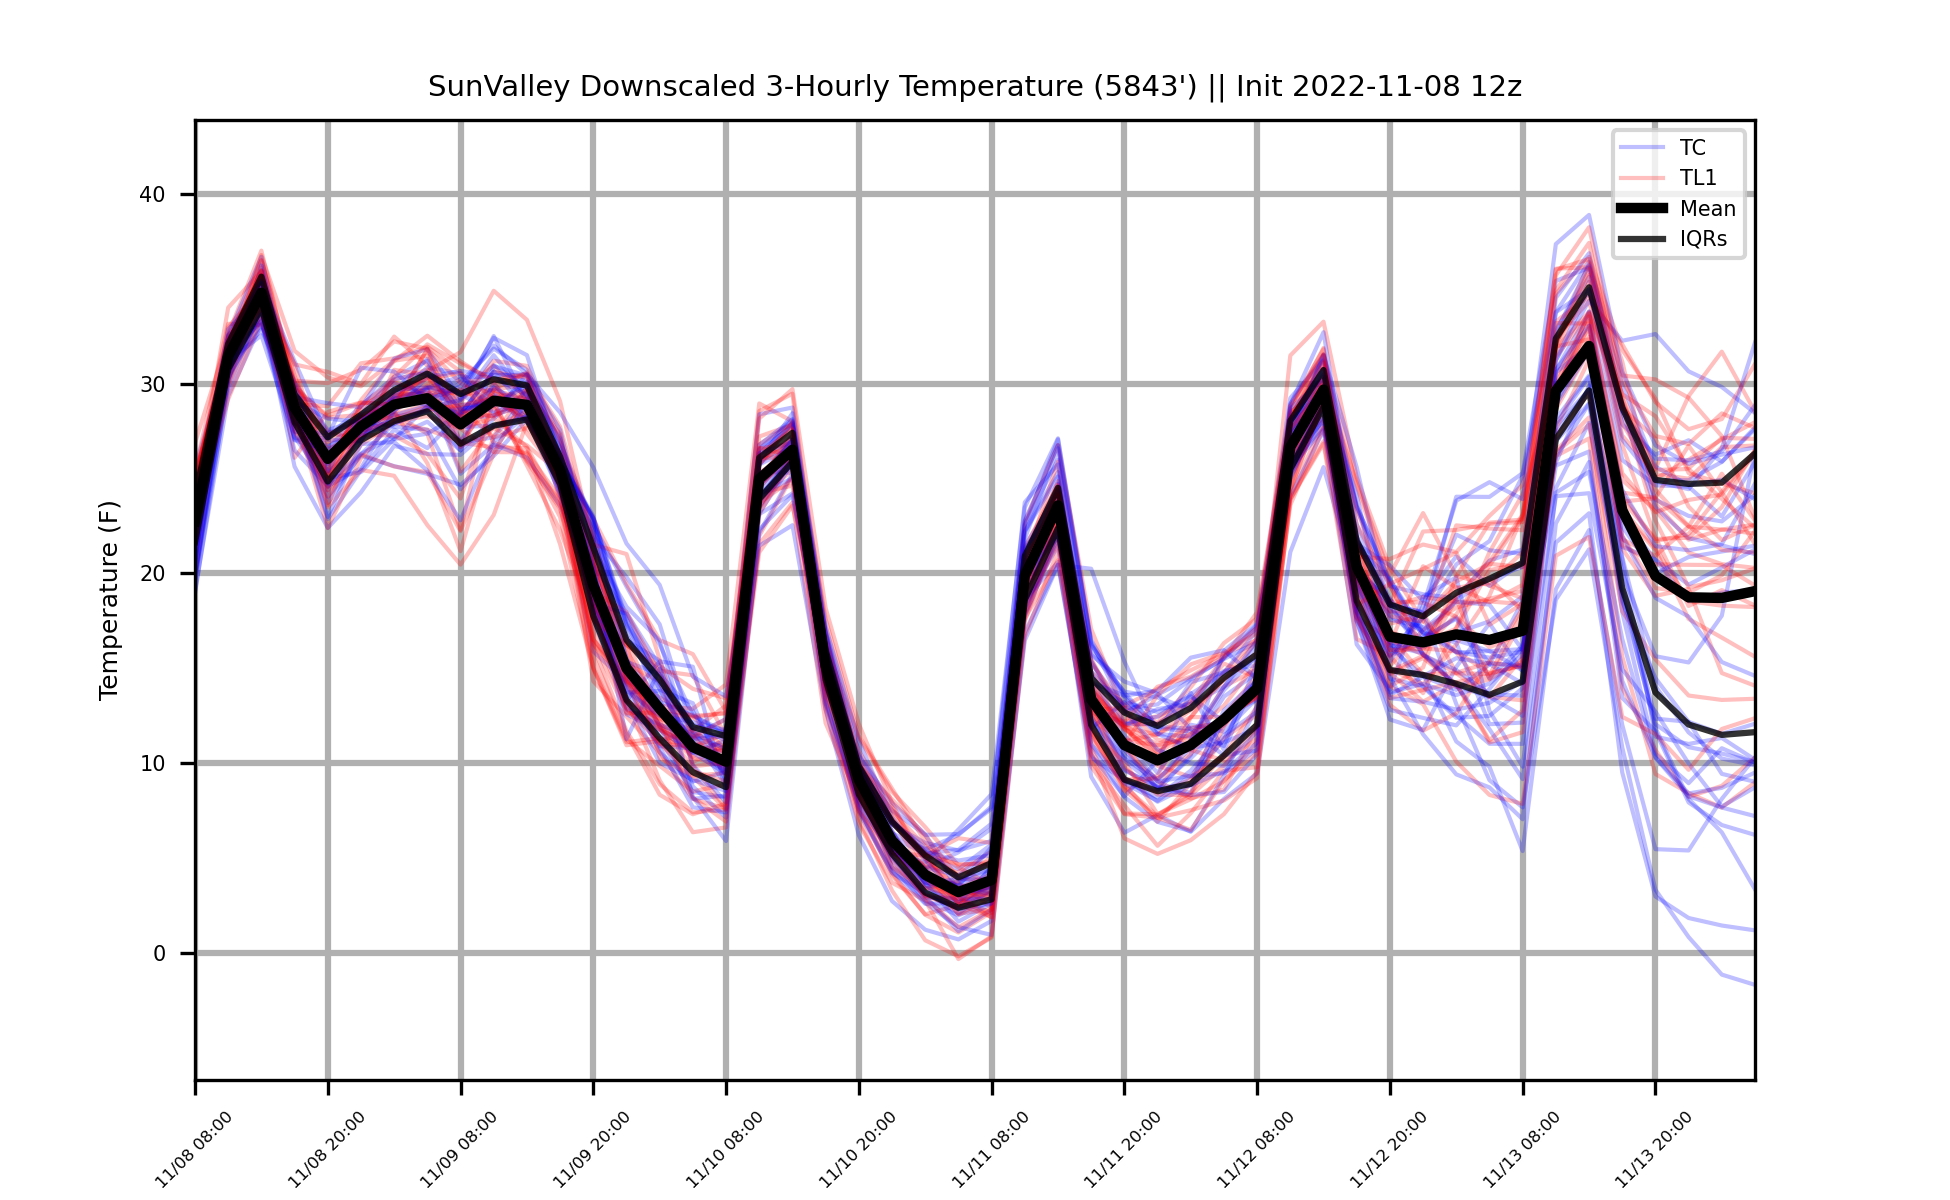 SunValley Downscaled 3-Hourly Temperature (5843') || Init 2022-11-08 12z
TC
TL1
Mean
IQRs
Temperature (F)
40
30
20
10
0
11/08 08:00
11/08 20:00
11/09 08:00
11/09 20:00
11/10 08:00
11/10 20:00
11/11 08:00
11/11 20:00
11/12 08:00
11/12 20:00
11/13 08:00
11/13 20:00